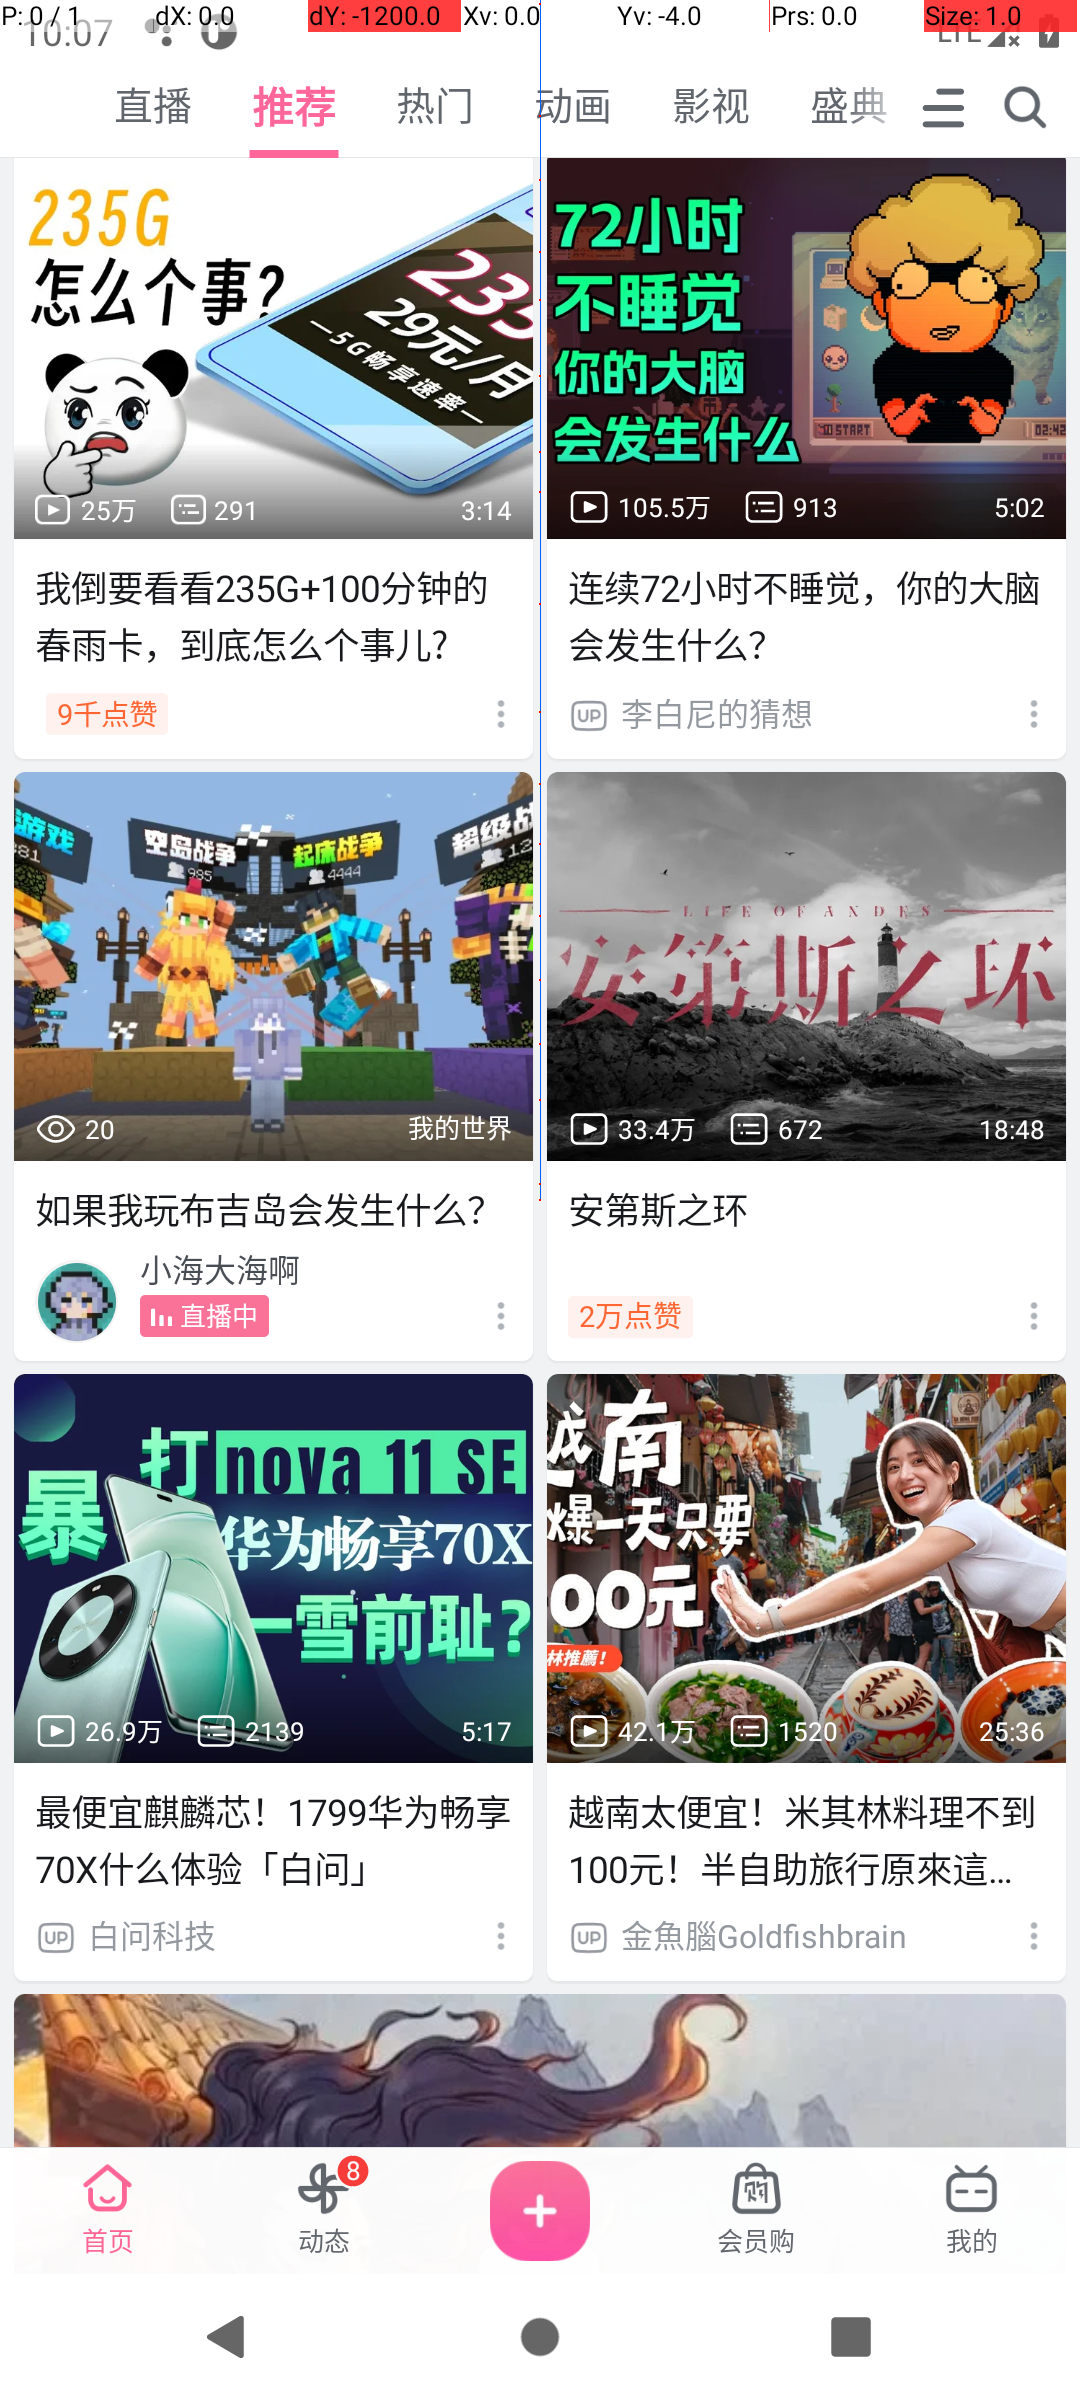 P: 0 / 1 dX: 0.0 dY: -1200.0 Xv: 0.0 Yv: -4.0 Prs: 0.0 Size: 1.0
10:07 LTE
直播 推荐 热门 动画 影视 盛典
235G
怎么个事?
235
29元/月
—5G畅享速率—
25万 291 3:14
我倒要看看235G+100分钟的
春雨卡，到底怎么个事儿?
9千点赞
72小时
不睡觉
你的大脑
会发生什么
START 02:42
105.5万 913 5:02
连续72小时不睡觉，你的大脑
会发生什么？
UP 李白尼的猜想
游戏 空岛战争 起床战争 超级战
81 985 4444 12
20 我的世界
如果我玩布吉岛会发生什么？
小海大海啊
直播中
LIFE OF ANDES
安第斯之环
33.4万 672 18:48
安第斯之环
2万点赞
暴打nova 11 SE
华为畅享70X
一雪前耻?
26.9万 2139 5:17
最便宜麒麟芯！1799华为畅享
70X什么体验「白问」
UP 白问科技
越南
爆一天只要
00元
林推薦!
42.1万 1520 25:36
越南太便宜！米其林料理不到
100元！半自助旅行原來這...
UP 金魚腦Goldfishbrain
首页 动态 8 会员购 我的